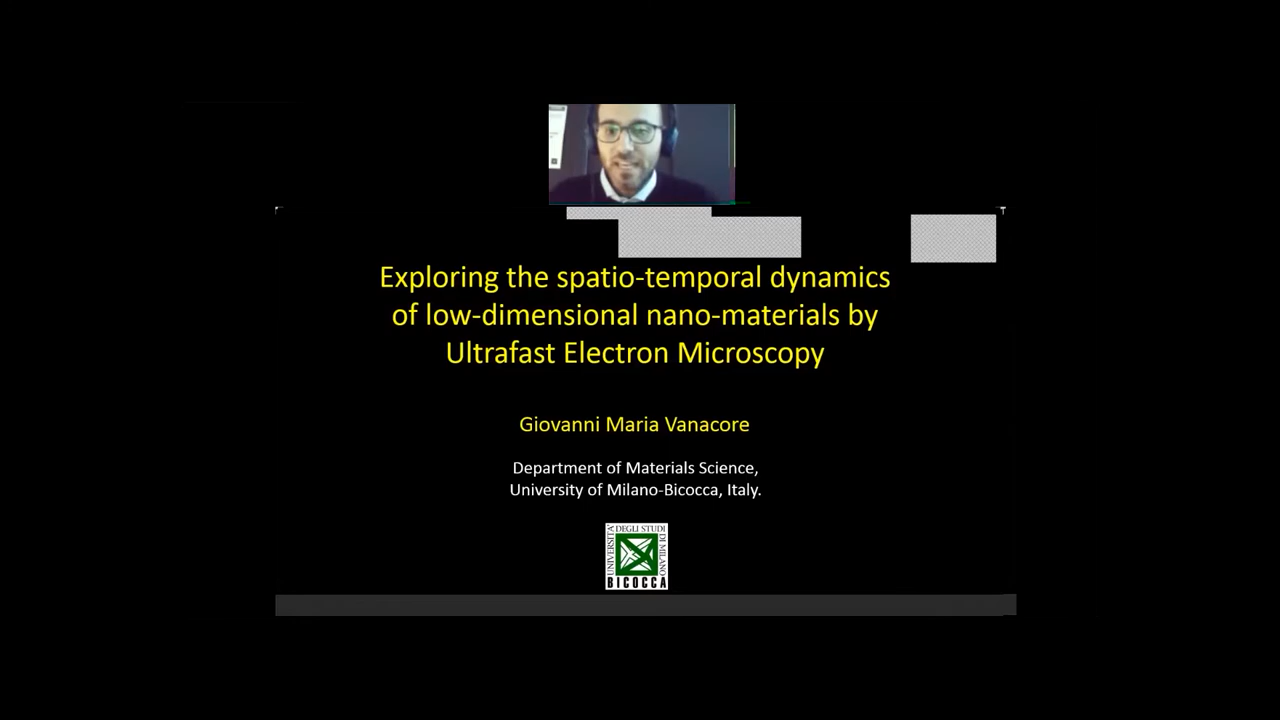 Exploring the spatio-temporal dynamics
of low-dimensional nano-materials by
Ultrafast Electron Microscopy
Giovanni Maria Vanacore
Department of Materials Science,
University of Milano-Bicocca, Italy.
UNIVERSITA'
DEGLI STUDI
DI MILANO
BICOCCA